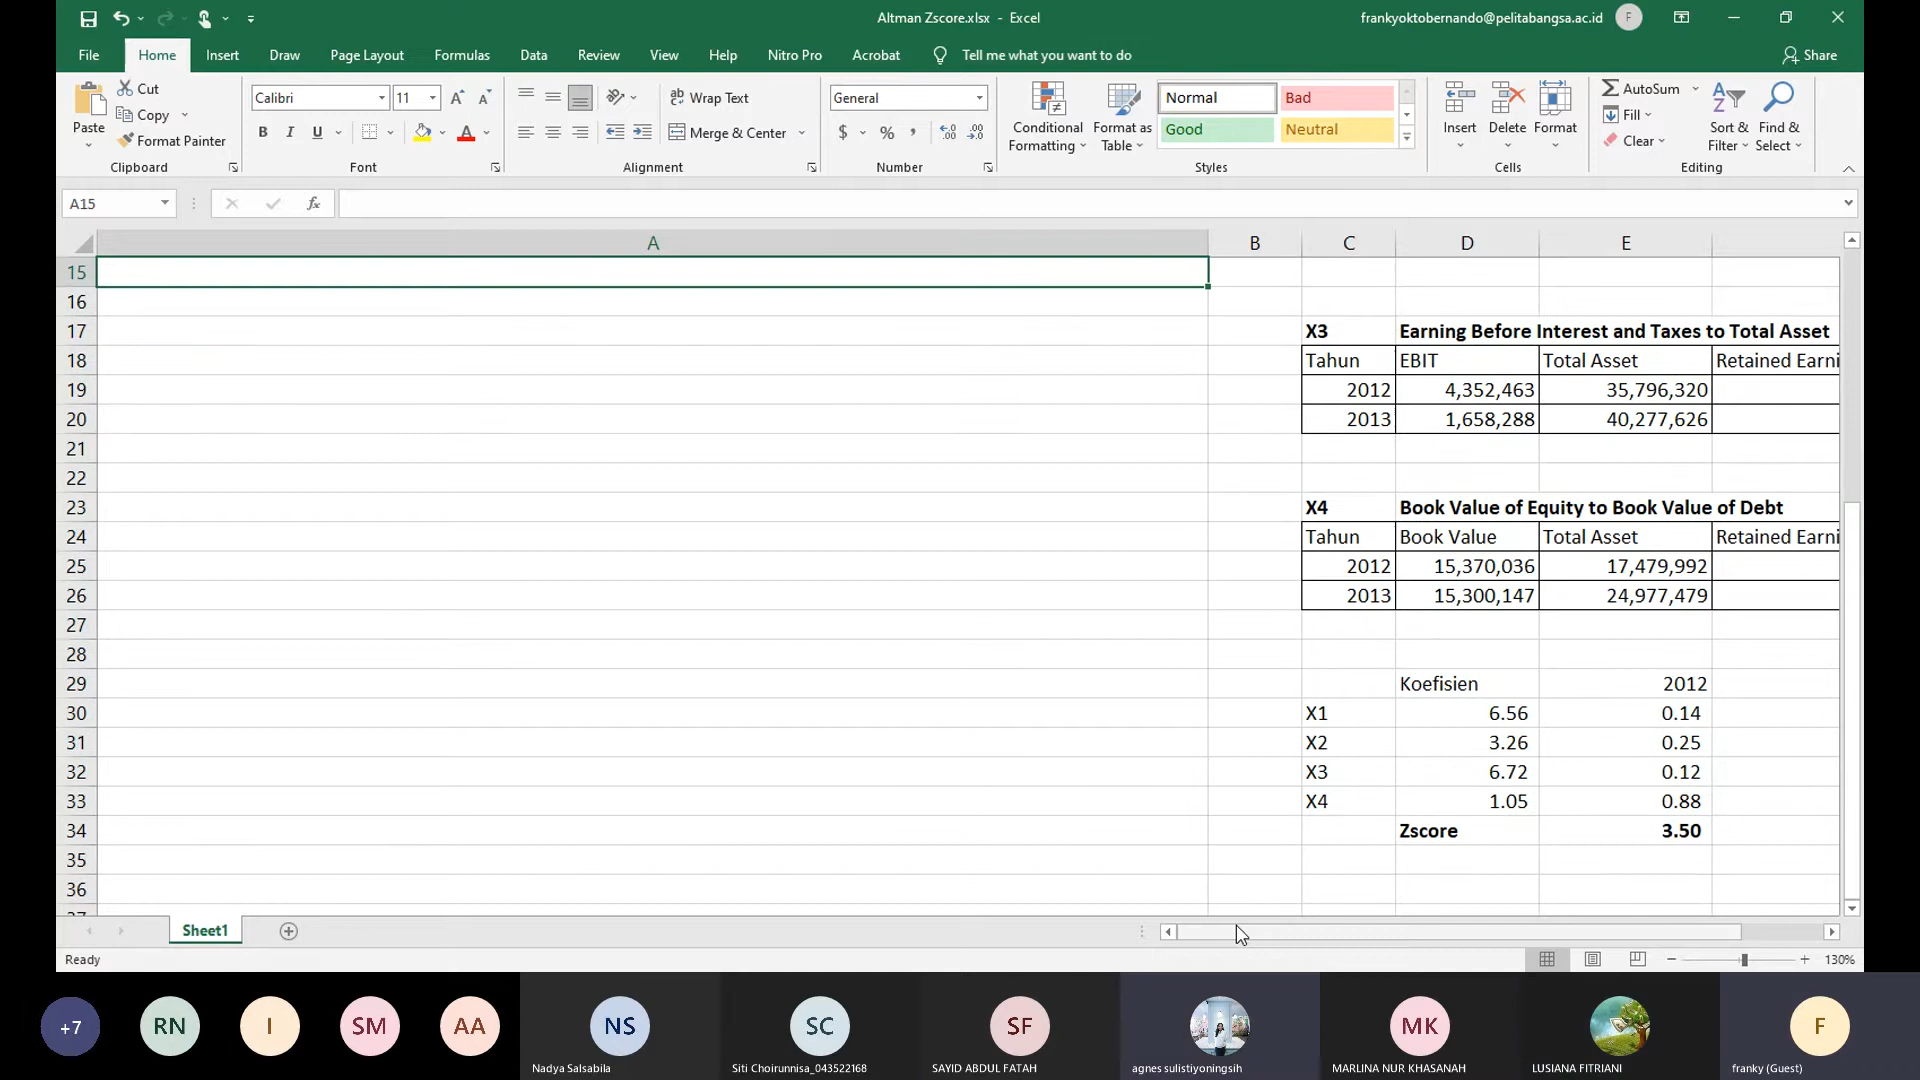 Altman Zscore.xlsx - Excel
frankyoktobernando@pelitabangsa.ac.id F
File Home Insert Draw Page Layout Formulas Data Review View Help Nitro Pro Acrobat Tell me what you want to do Share
Paste
Cut
Copy
Format Painter
Clipboard
Calibri 11
B I U A
Font
Wrap Text
Merge & Center
Alignment
General
$ % ,
Number
Conditional Formatting
Format as Table
Normal Bad
Good Neutral
Styles
Insert Delete Format
Cells
AutoSum
Fill
Clear
Sort & Filter
Find & Select
Editing
A15 fx
A B C D E
15
16
17 X3 Earning Before Interest and Taxes to Total Asset
18 Tahun EBIT Total Asset Retained Earni
19 2012 4,352,463 35,796,320
20 2013 1,658,288 40,277,626
21
22
23 X4 Book Value of Equity to Book Value of Debt
24 Tahun Book Value Total Asset Retained Earni
25 2012 15,370,036 17,479,992
26 2013 15,300,147 24,977,479
27
28
29 Koefisien 2012
30 X1 6.56 0.14
31 X2 3.26 0.25
32 X3 6.72 0.12
33 X4 1.05 0.88
34 Zscore 3.50
35
36
37
Sheet1
Ready
130%
+7 RN I SM AA NS SC SF MK F
Nadya Salsabila Siti Choirunnisa_043522168 SAYID ABDUL FATAH agnes sulistiyoningsih MARLINA NUR KHASANAH LUSIANA FITRIANI franky (Guest)